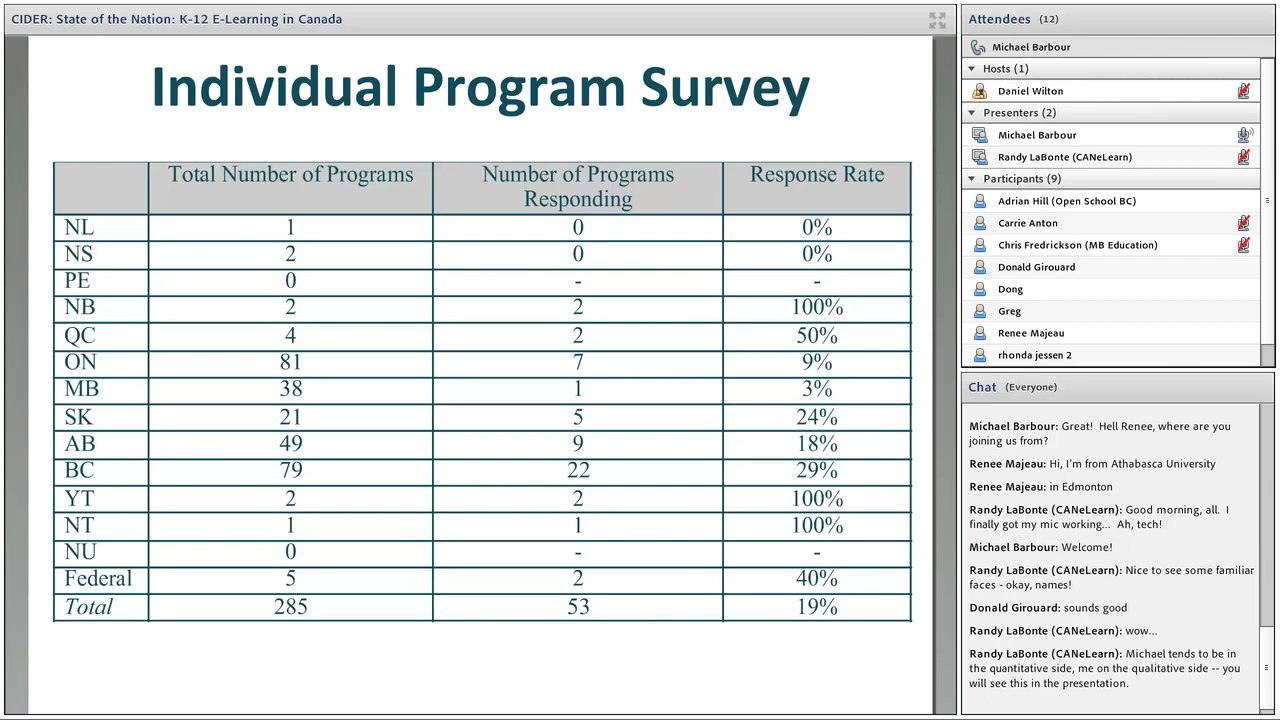 CIDER: State of the Nation: K-12 E-Learning in Canada
Individual Program Survey
Total Number of Programs Number of Programs Responding Response Rate
NL 1 0 0%
NS 2 0 0%
PE 0 - -
NB 2 2 100%
QC 4 2 50%
ON 81 7 9%
MB 38 1 3%
SK 21 5 24%
AB 49 9 18%
BC 79 22 29%
YT 2 2 100%
NT 1 1 100%
NU 0 - -
Federal 5 2 40%
Total 285 53 19%
Attendees (12)
Michael Barbour
Hosts (1)
Daniel Wilton
Presenters (2)
Michael Barbour
Randy LaBonte (CANeLearn)
Participants (9)
Adrian Hill (Open School BC)
Carrie Anton
Chris Fredrickson (MB Education)
Donald Girouard
Dong
Greg
Renee Majeau
rhonda jessen 2
Chat (Everyone)
Michael Barbour: Great! Hell Renee, where are you
joining us from?
Renee Majeau: Hi, I'm from Athabasca University
Renee Majeau: in Edmonton
Randy LaBonte (CANeLearn): Good morning, all. I
finally got my mic working... Ah, tech!
Michael Barbour: Welcome!
Randy LaBonte (CANeLearn): Nice to see some familiar
faces - okay, names!
Donald Girouard: sounds good
Randy LaBonte (CANeLearn): wow...
Randy LaBonte (CANeLearn): Michael tends to be in
the quantitative side, me on the qualitative side -- you
will see this in the presentation.